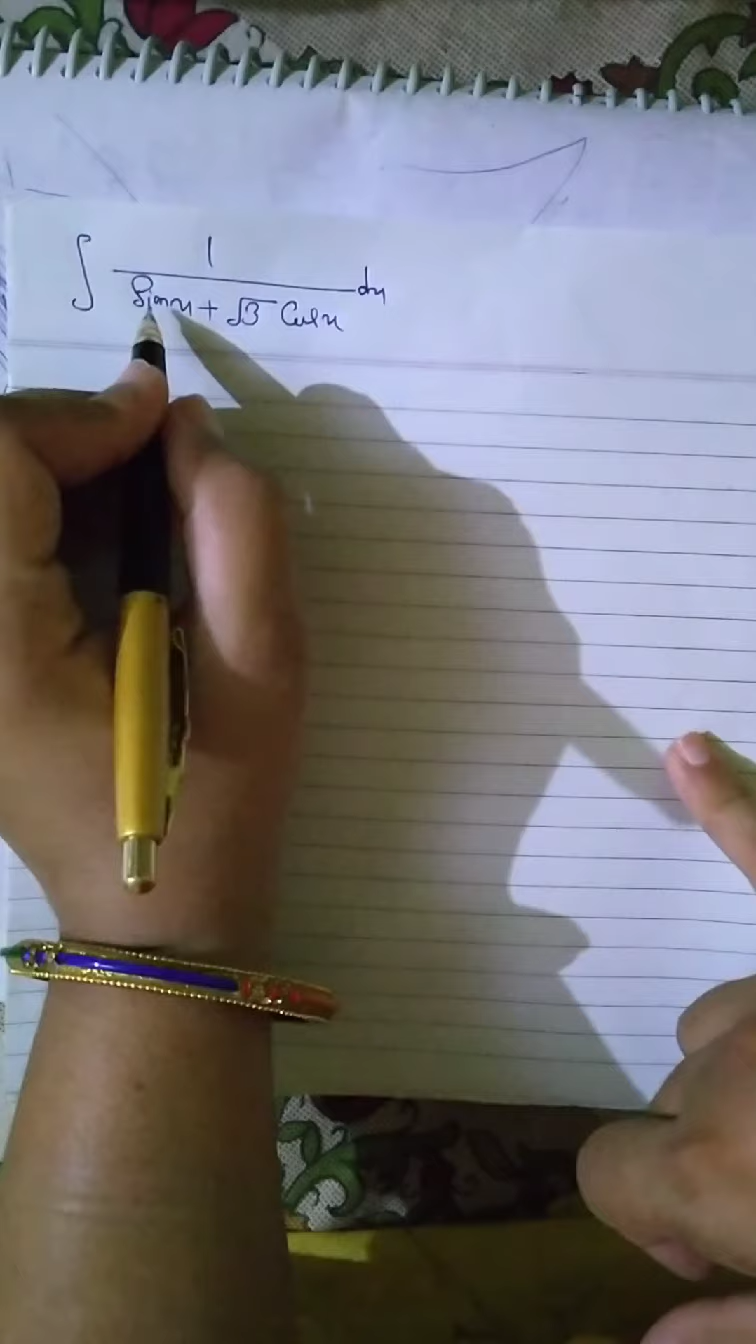 ∫ 1 / (Sinx + √3 Cosx) dx